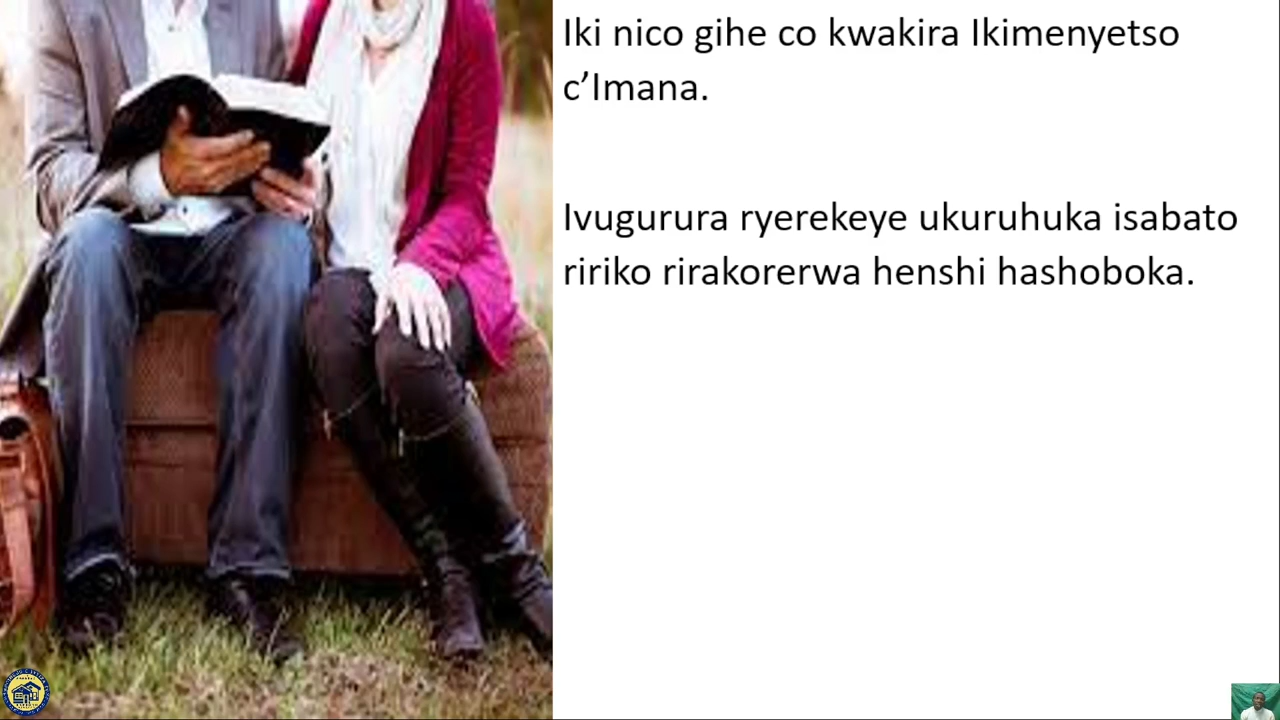 Iki nico gihe co kwakira Ikimenyetso
c’Imana.
Ivugurura ryerekeye ukuruhuka isabato
ririko rirakorerwa henshi hashoboka.